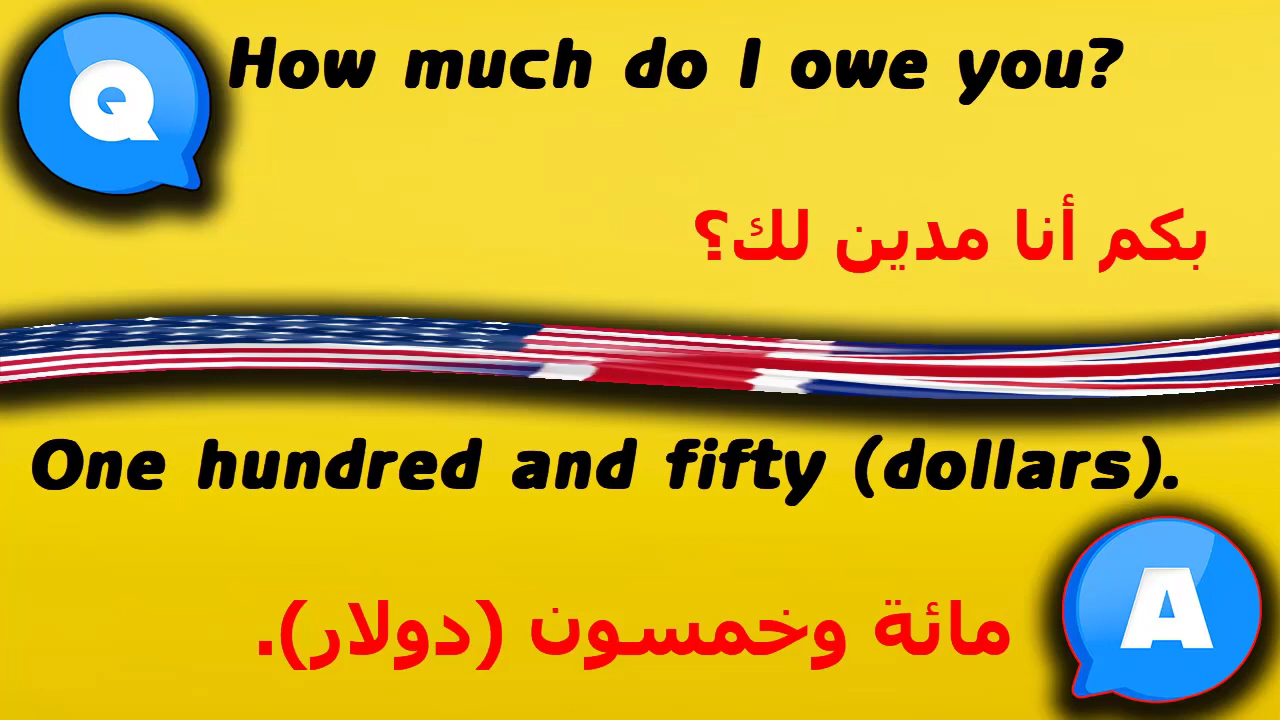 Q
How much do I owe you?
بكم أنا مدين لك؟
One hundred and fifty (dollars).
مائة وخمسون (دولار).
A